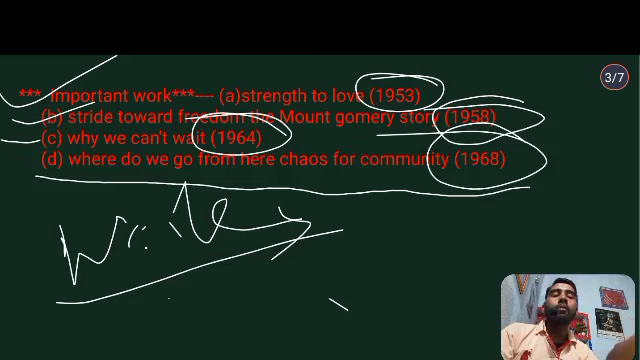 3/7
*** Important work***---- (a)strength to love (1953)
(b) stride toward freedom the Mount gomery story (1958)
(c) why we can't wait (1964)
(d) where do we go from here chaos for community (1968)
Write